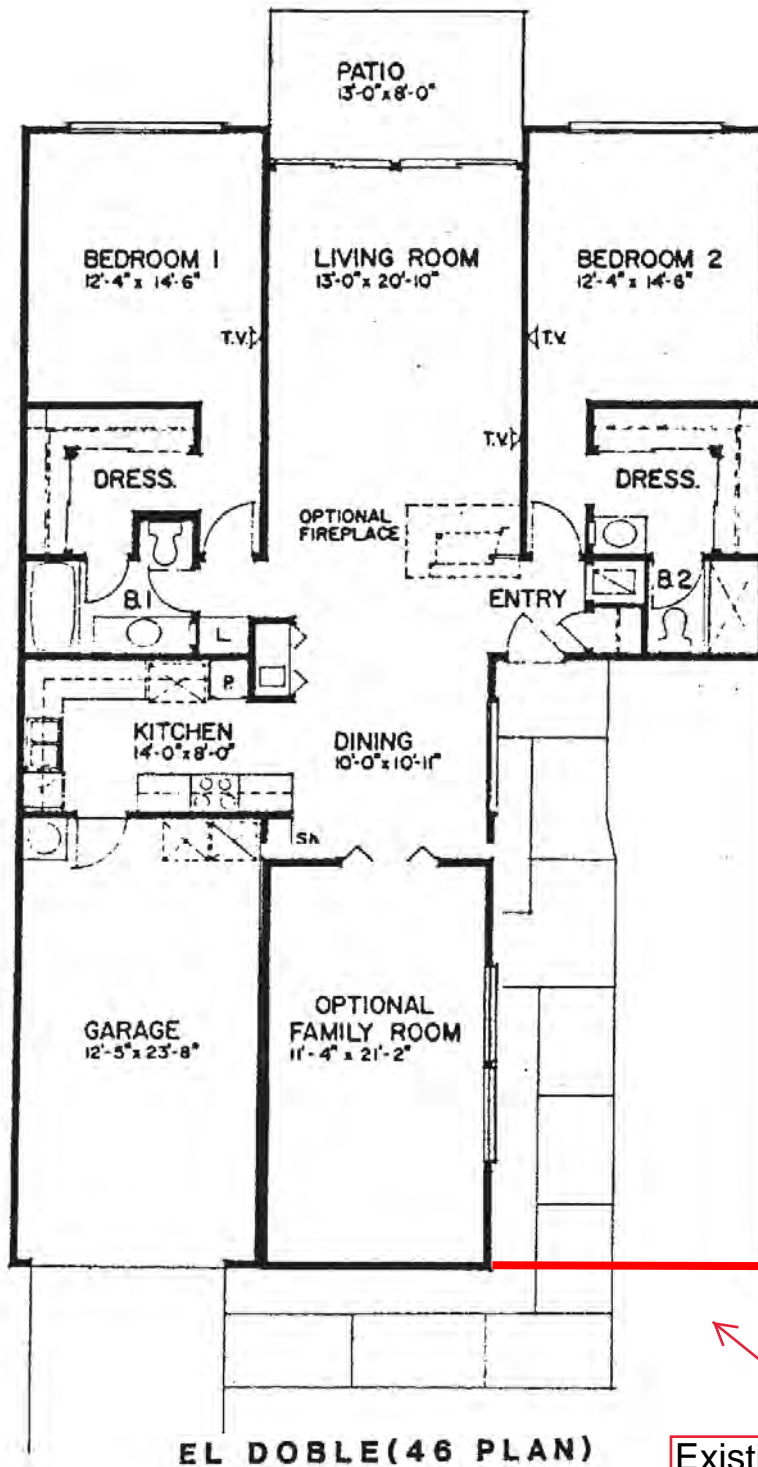 PATIO
13'-0" x 8'-0"
BEDROOM 1
12'-4" x 14'-6"
LIVING ROOM
13'-0" x 20'-10"
BEDROOM 2
12'-4" x 14'-6"
T.V.
T.V.
T.V.
DRESS.
DRESS.
OPTIONAL
FIREPLACE
B.1
ENTRY
B.2
L
P.
KITCHEN
14'-0" x 8'-0"
DINING
10'-0" x 10'-11"
GARAGE
12'-5" x 23'-8"
OPTIONAL
FAMILY ROOM
11'-4" x 21'-2"
EL DOBLE (46 PLAN)
Existi